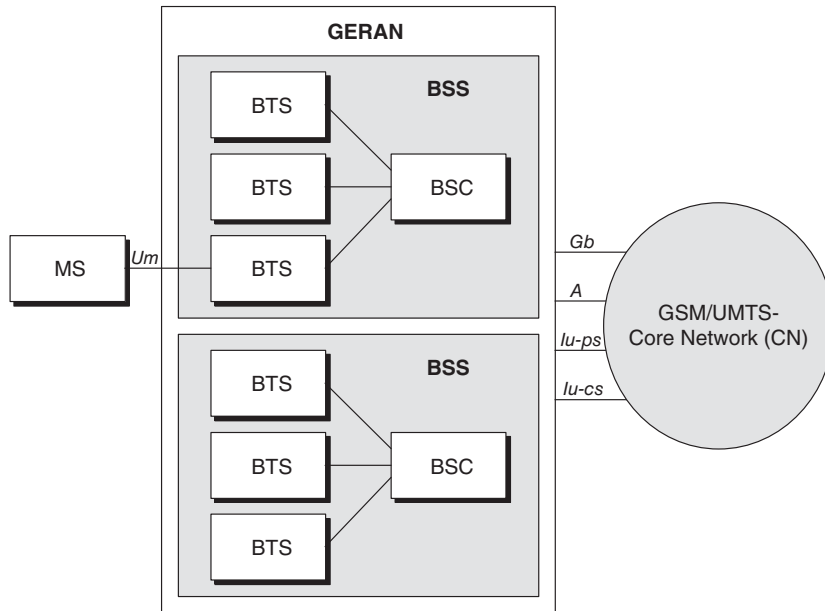 GERAN
BSS
BTS
BTS
BSC
MS
Um
BTS
Gb
A
GSM/UMTS-
Core Network (CN)
Iu-ps
Iu-cs
BSS
BTS
BTS
BSC
BTS